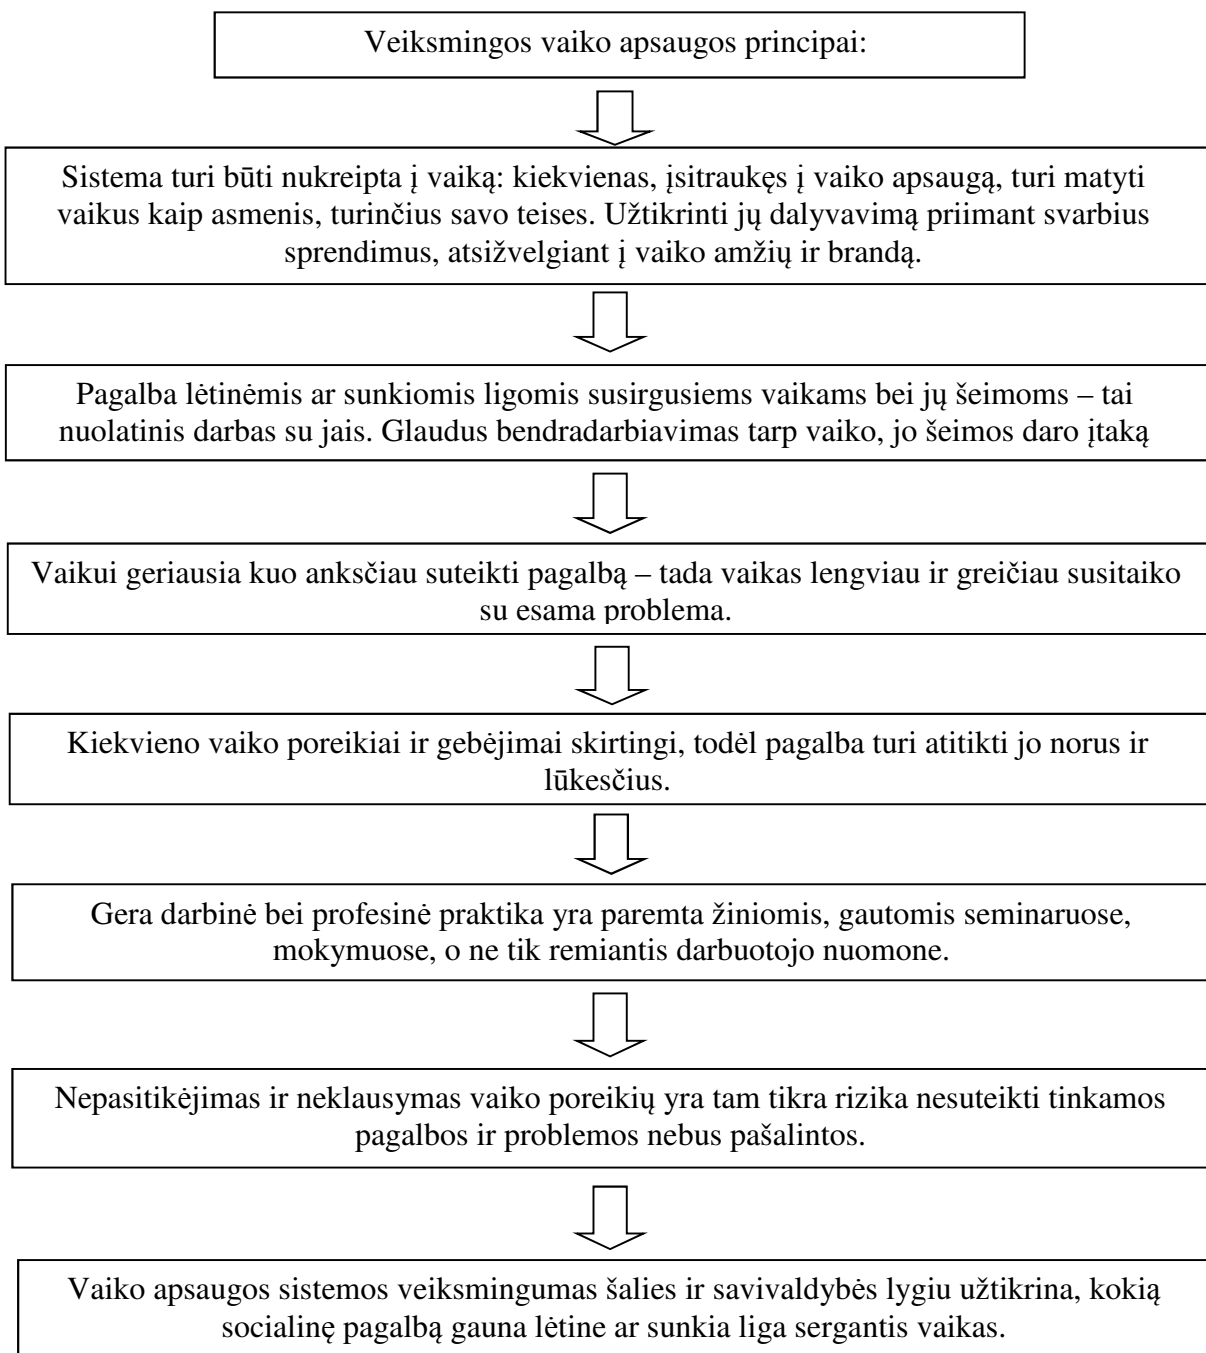 Veiksmingos vaiko apsaugos principai:
Sistema turi būti nukreipta į vaiką: kiekvienas, įsitraukęs į vaiko apsaugą, turi matyti
vaikus kaip asmenis, turinčius savo teises. Užtikrinti jų dalyvavimą priimant svarbius
sprendimus, atsižvelgiant į vaiko amžių ir brandą.
Pagalba lėtinėmis ar sunkiomis ligomis susirgusiems vaikams bei jų šeimoms – tai
nuolatinis darbas su jais. Glaudus bendradarbiavimas tarp vaiko, jo šeimos daro įtaką
Vaikui geriausia kuo anksčiau suteikti pagalbą – tada vaikas lengviau ir greičiau susitaiko
su esama problema.
Kiekvieno vaiko poreikiai ir gebėjimai skirtingi, todėl pagalba turi atitikti jo norus ir
lūkesčius.
Gera darbinė bei profesinė praktika yra paremta žiniomis, gautomis seminaruose,
mokymuose, o ne tik remiantis darbuotojo nuomone.
Nepasitikėjimas ir neklausymas vaiko poreikių yra tam tikra rizika nesuteikti tinkamos
pagalbos ir problemos nebus pašalintos.
Vaiko apsaugos sistemos veiksmingumas šalies ir savivaldybės lygiu užtikrina, kokią
socialinę pagalbą gauna lėtine ar sunkia liga sergantis vaikas.